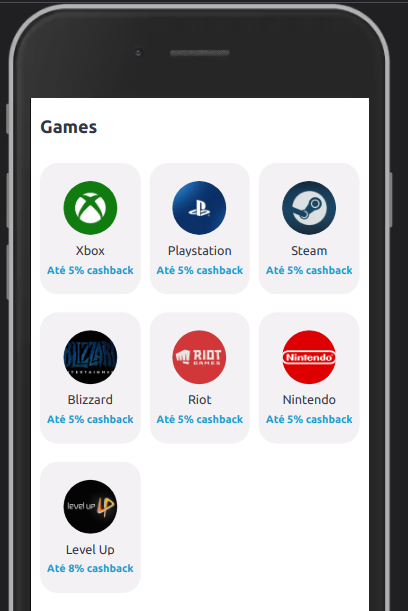 Games
Xbox
Até 5% cashback
Playstation
Até 5% cashback
Steam
Até 5% cashback
BLIZZARD
Blizzard
Até 5% cashback
RIOT
GAMES
Riot
Até 5% cashback
Nintendo
Nintendo
Até 5% cashback
level up
Level Up
Até 8% cashback